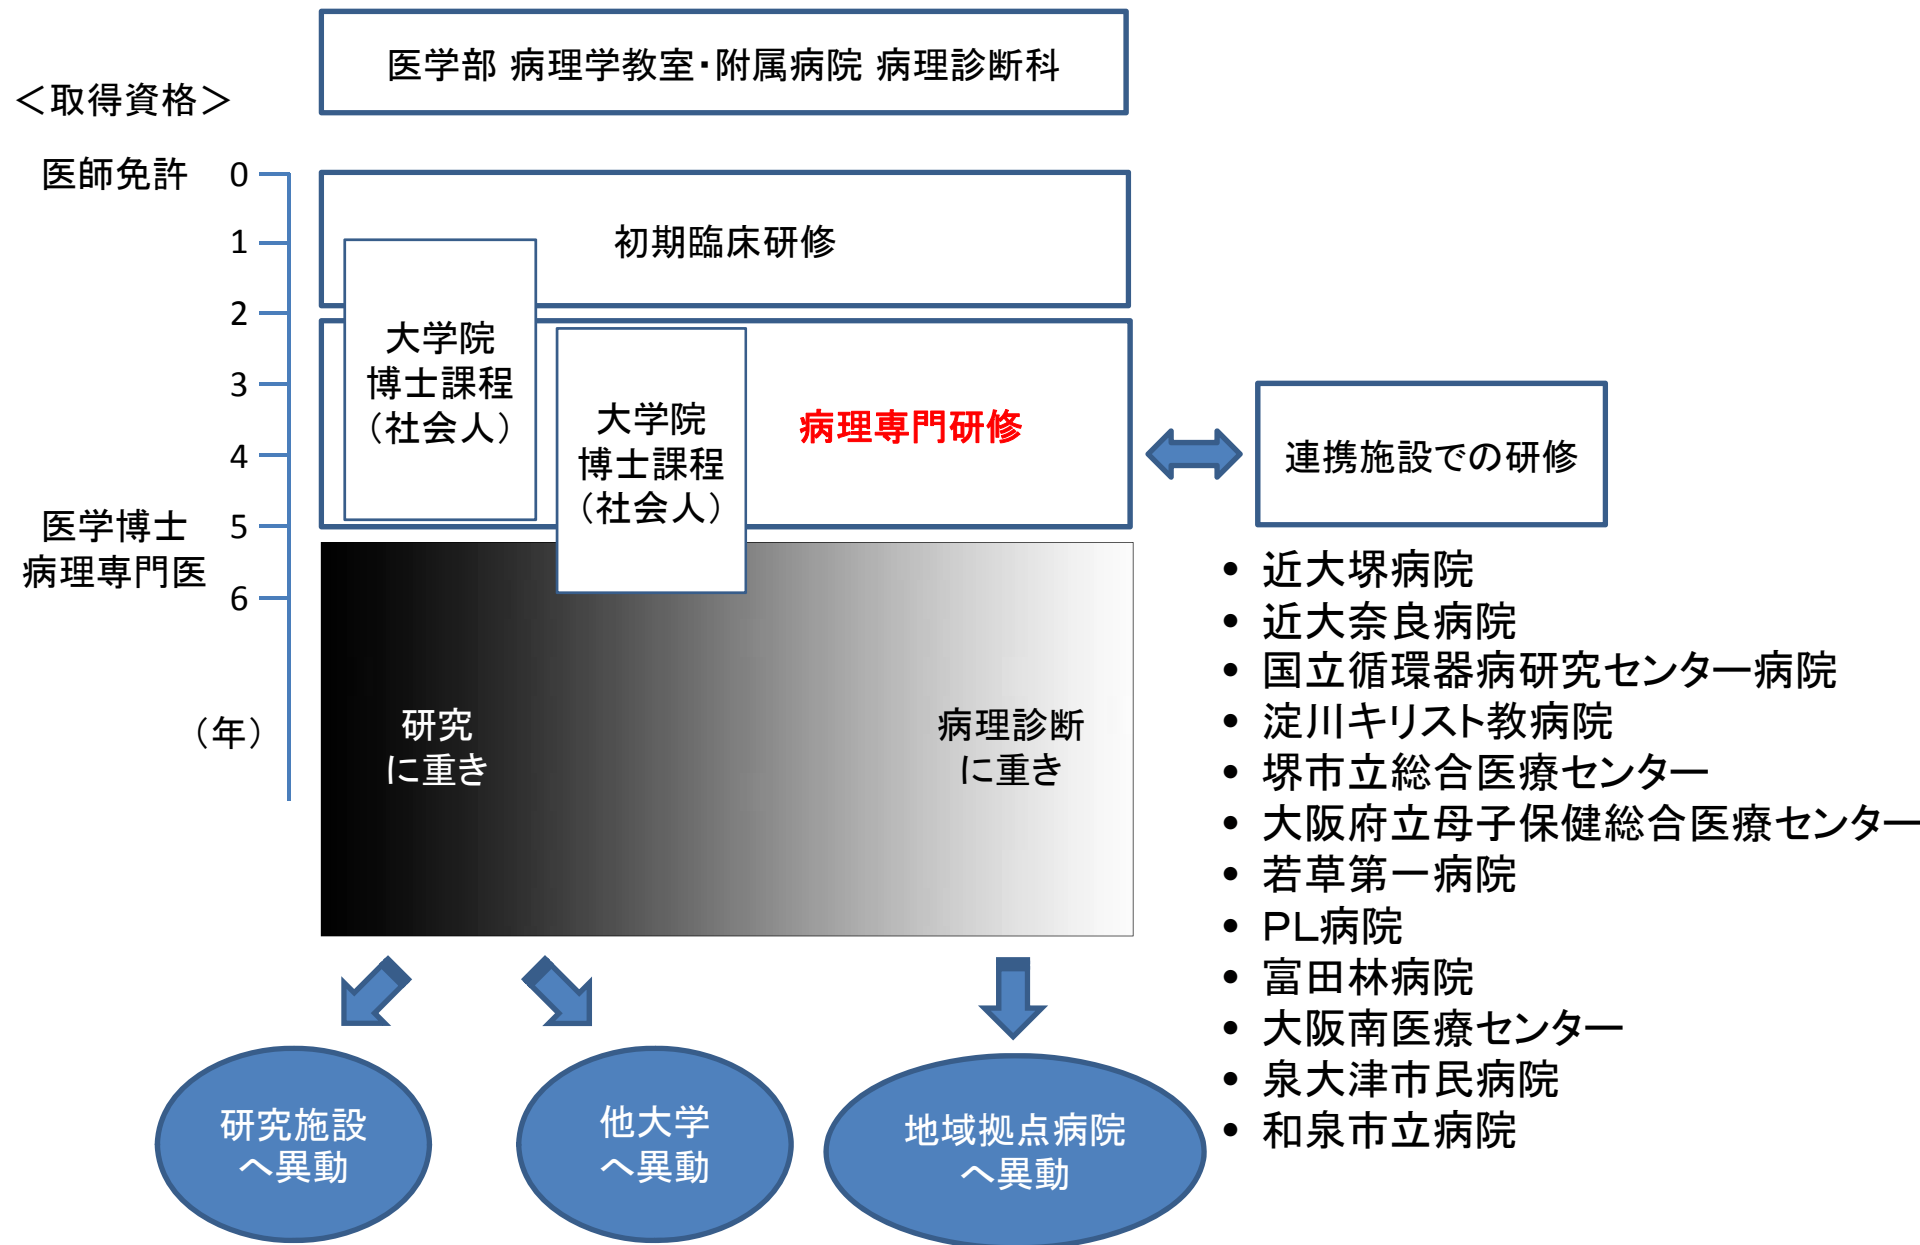 医学部 病理学教室・附属病院 病理診断科
＜取得資格＞
医師免許
0
1
2
3
4
5
6
医学博士
病理専門医
（年）
初期臨床研修
大学院
博士課程
（社会人）
大学院
博士課程
（社会人）
病理専門研修
連携施設での研修
研究
に重き
病理診断
に重き
• 近大堺病院
• 近大奈良病院
• 国立循環器病研究センター病院
• 淀川キリスト教病院
• 堺市立総合医療センター
• 大阪府立母子保健総合医療センター
• 若草第一病院
• ＰＬ病院
• 富田林病院
• 大阪南医療センター
• 泉大津市民病院
• 和泉市立病院
研究施設
へ異動
他大学
へ異動
地域拠点病院
へ異動